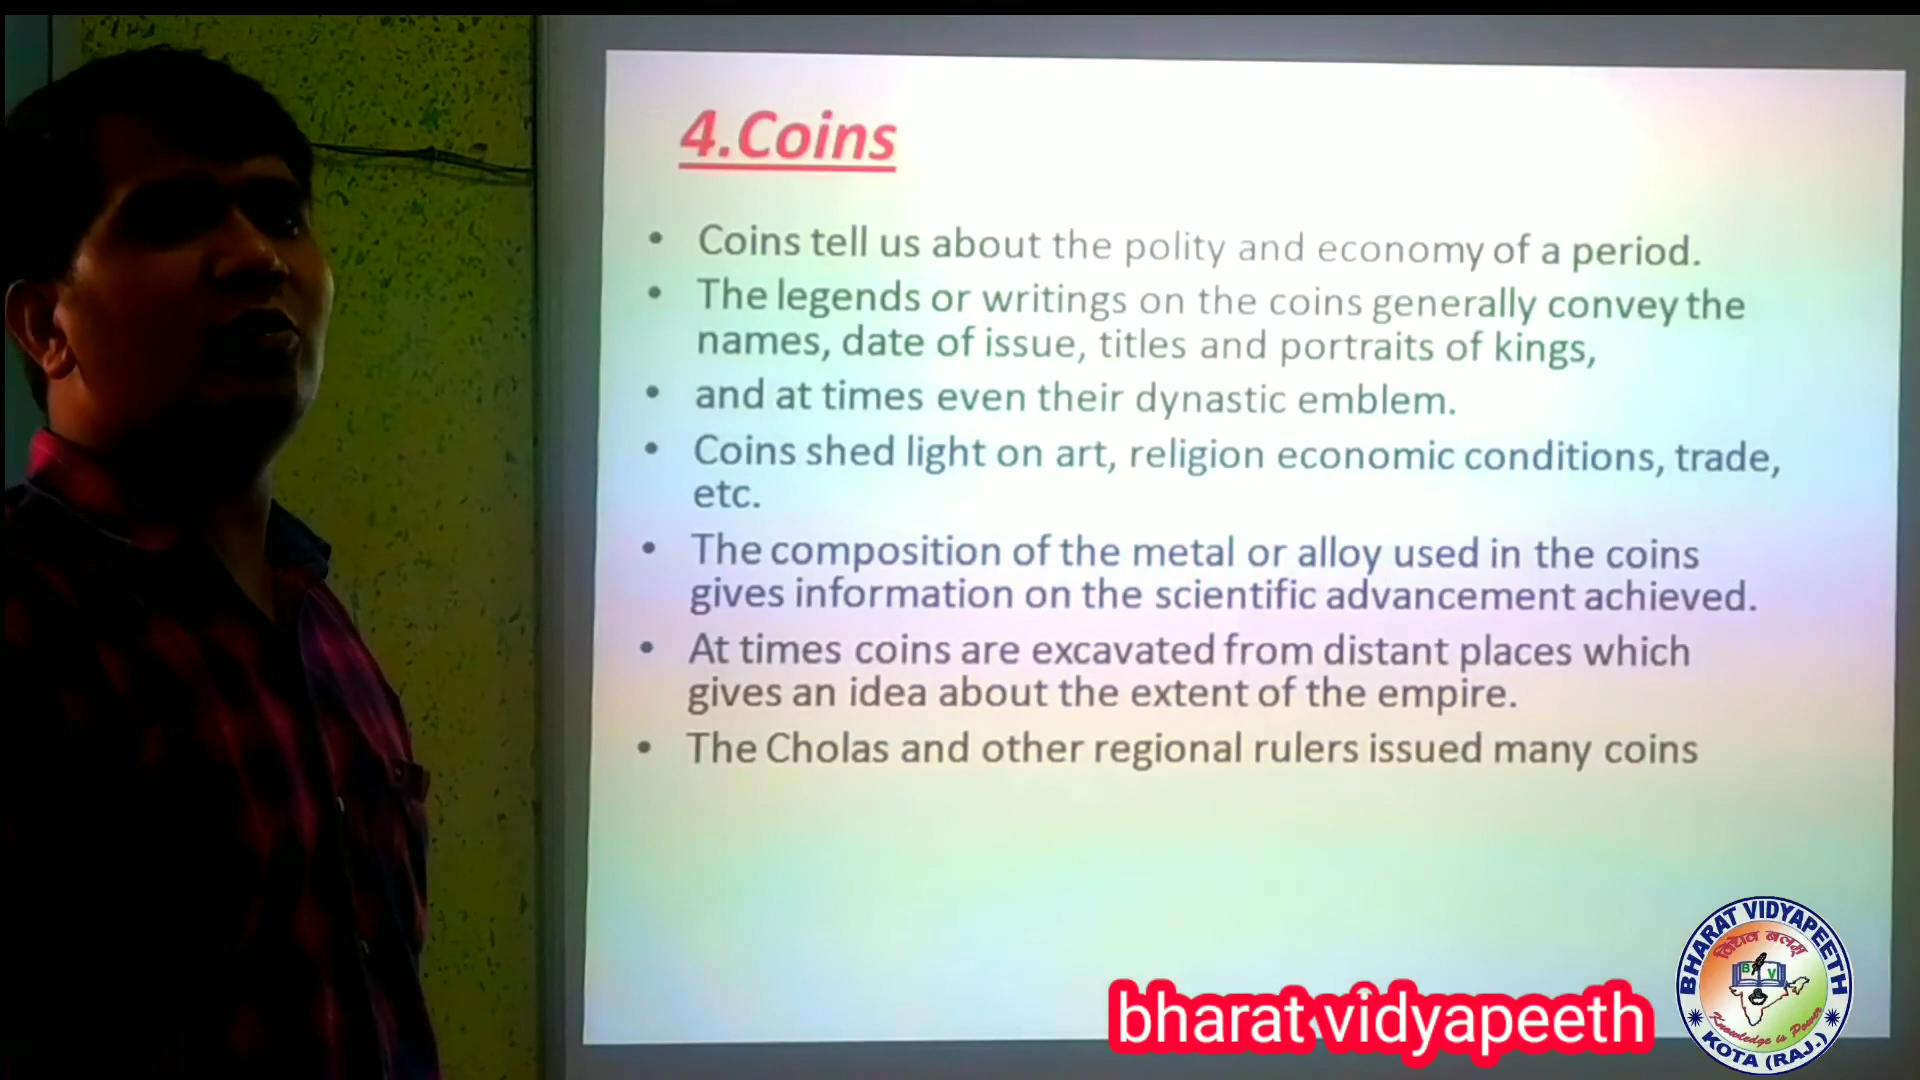 4.Coins
• Coins tell us about the polity and economy of a period.
• The legends or writings on the coins generally convey the
names, date of issue, titles and portraits of kings,
• and at times even their dynastic emblem.
• Coins shed light on art, religion economic conditions, trade,
etc.
• The composition of the metal or alloy used in the coins
gives information on the scientific advancement achieved.
• At times coins are excavated from distant places which
gives an idea about the extent of the empire.
• The Cholas and other regional rulers issued many coins
bharat vidyapeeth
BHARAT VIDYAPEETH
B V
Knowledge is Power
KOTA (RAJ.)